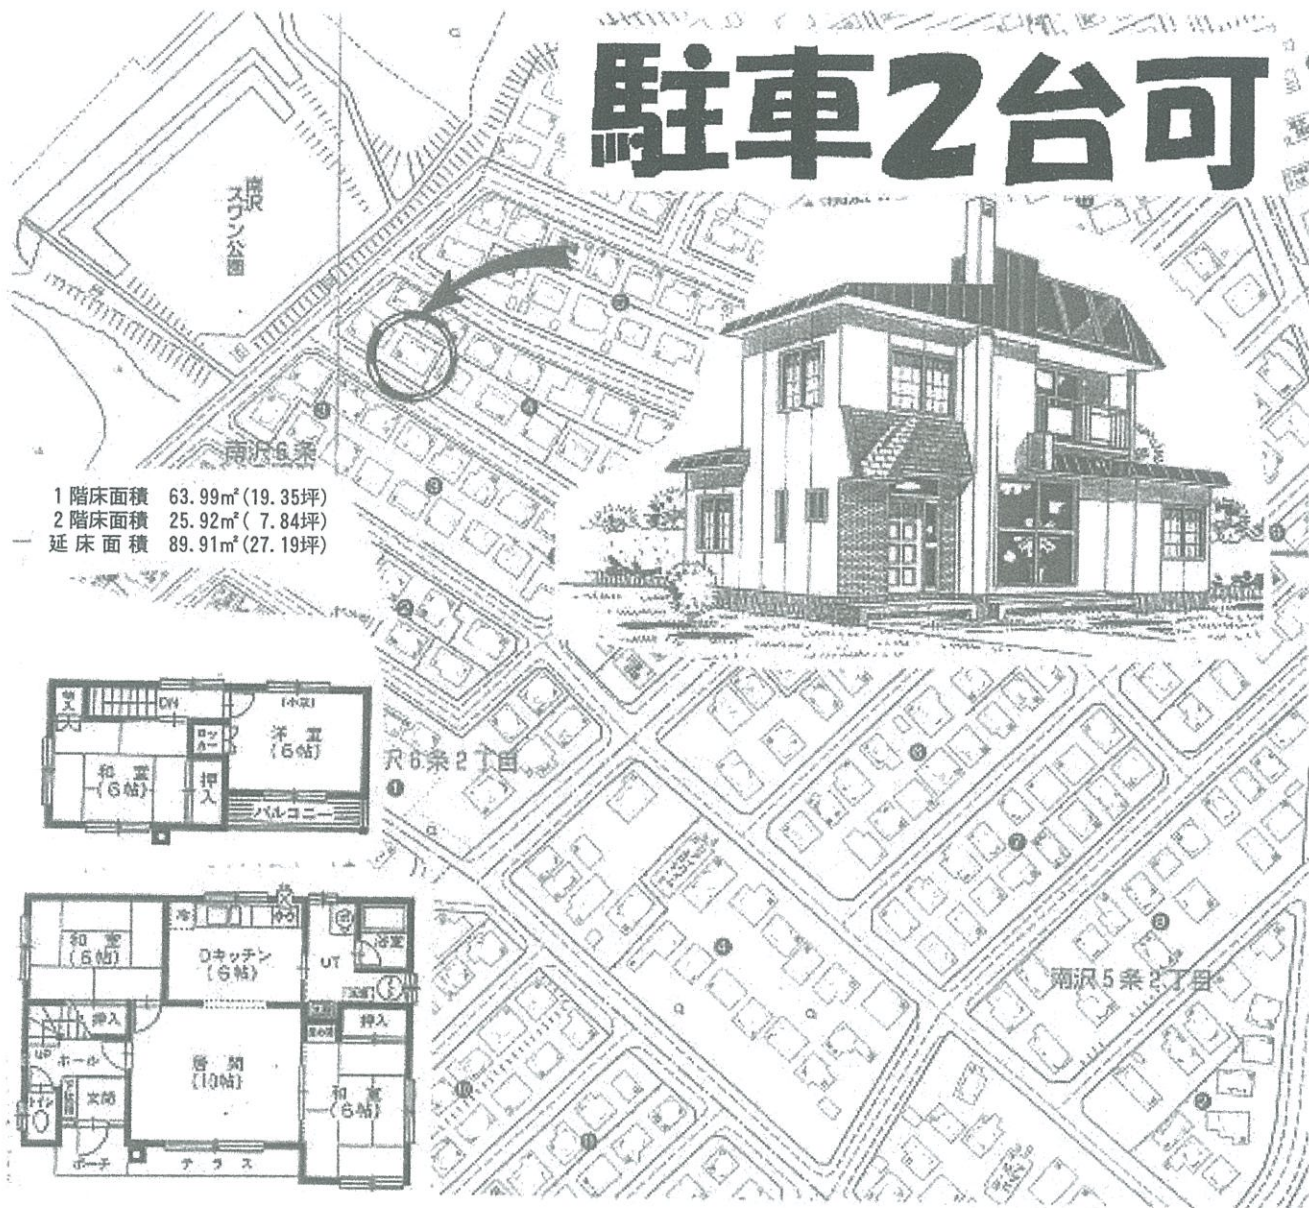 駐車2台可
南沢
スワン公園
南沢6条
1階床面積 63.99㎡(19.35坪)
2階床面積 25.92㎡( 7.84坪)
延床面積 89.91㎡(27.19坪)
沢6条2丁目
南沢5条2丁目
DN
洋室
(6帖)
和室
(6帖)
押入
バルコニー
和室
(6帖)
冷
Dキッチン
(6帖)
UT
浴室
押入
押入
UP
ホール
居間
(10帖)
和室
(6帖)
トイレ
玄関
ポーチ
テラス